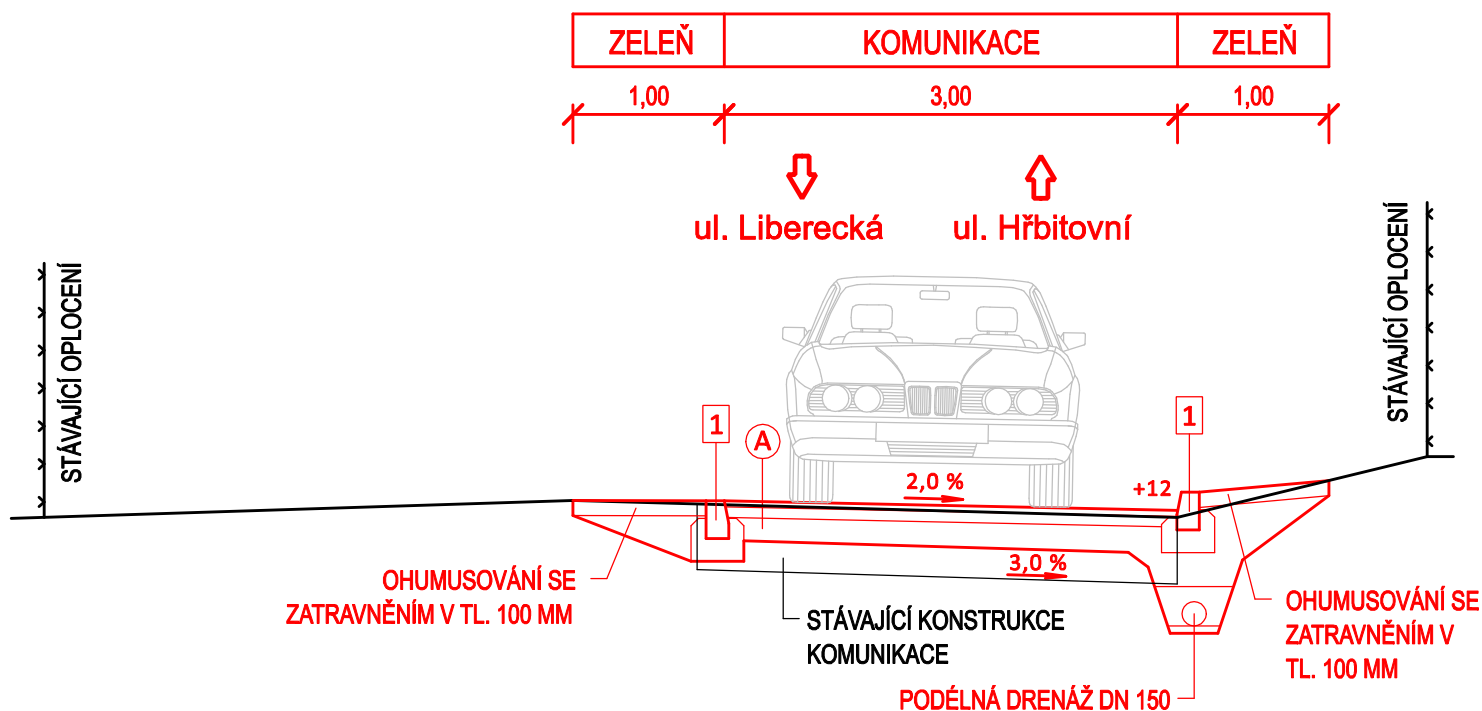 ZELEŇ KOMUNIKACE ZELEŇ
1,00 3,00 1,00
ul. Liberecká ul. Hřbitovní
STÁVAJÍCÍ OPLOCENÍ
STÁVAJÍCÍ OPLOCENÍ
1
A
1
2,0 %
+12
3,0 %
OHUMUSOVÁNÍ SE
ZATRAVNĚNÍM V TL. 100 MM
STÁVAJÍCÍ KONSTRUKCE
KOMUNIKACE
OHUMUSOVÁNÍ SE
ZATRAVNĚNÍM V
TL. 100 MM
PODÉLNÁ DRENÁŽ DN 150